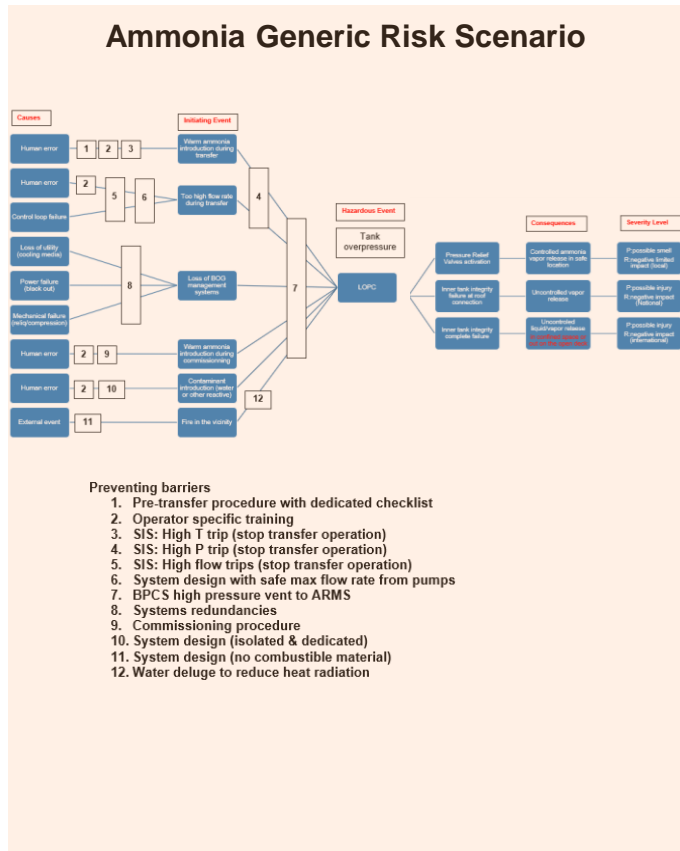 Ammonia Generic Risk Scenario
Causes
Initiating Event
Human error
1
2
3
Warm ammonia
introduction during
transfer
Human error
2
5
6
Too high flow rate
during transfer
4
Control loop failure
Hazardous Event
Tank
overpressure
Consequences
Severity Level
Loss of utility
(cooling media)
Power failure
(black out)
Mechanical failure
(reliq/compression)
8
Loss of BOG
management
systems
7
LOPC
Pressure Relief
Valves activation
Controlled ammonia
vapor release in safe
location
P:possible smell
R:negative limited
impact (local)
Inner tank integrity
failure at roof
connection
Uncontroled vapor
release
P:possible injury
R:negative impact
(National)
Inner tank integrity
complete failure
Uncontroled
liquid/vapor release
P:possible injury
R:negative impact
(international)
Human error
2
9
Warm ammonia
introduction during
commissionning
Human error
2
10
Contaminant
introduction (water
or other reactive)
12
External event
11
Fire in the vicinity
Preventing barriers
1. Pre-transfer procedure with dedicated checklist
2. Operator specific training
3. SIS: High T trip (stop transfer operation)
4. SIS: High P trip (stop transfer operation)
5. SIS: High flow trips (stop transfer operation)
6. System design with safe max flow rate from pumps
7. BPCS high pressure vent to ARMS
8. Systems redundancies
9. Commissioning procedure
10. System design (isolated & dedicated)
11. System design (no combustible material)
12. Water deluge to reduce heat radiation